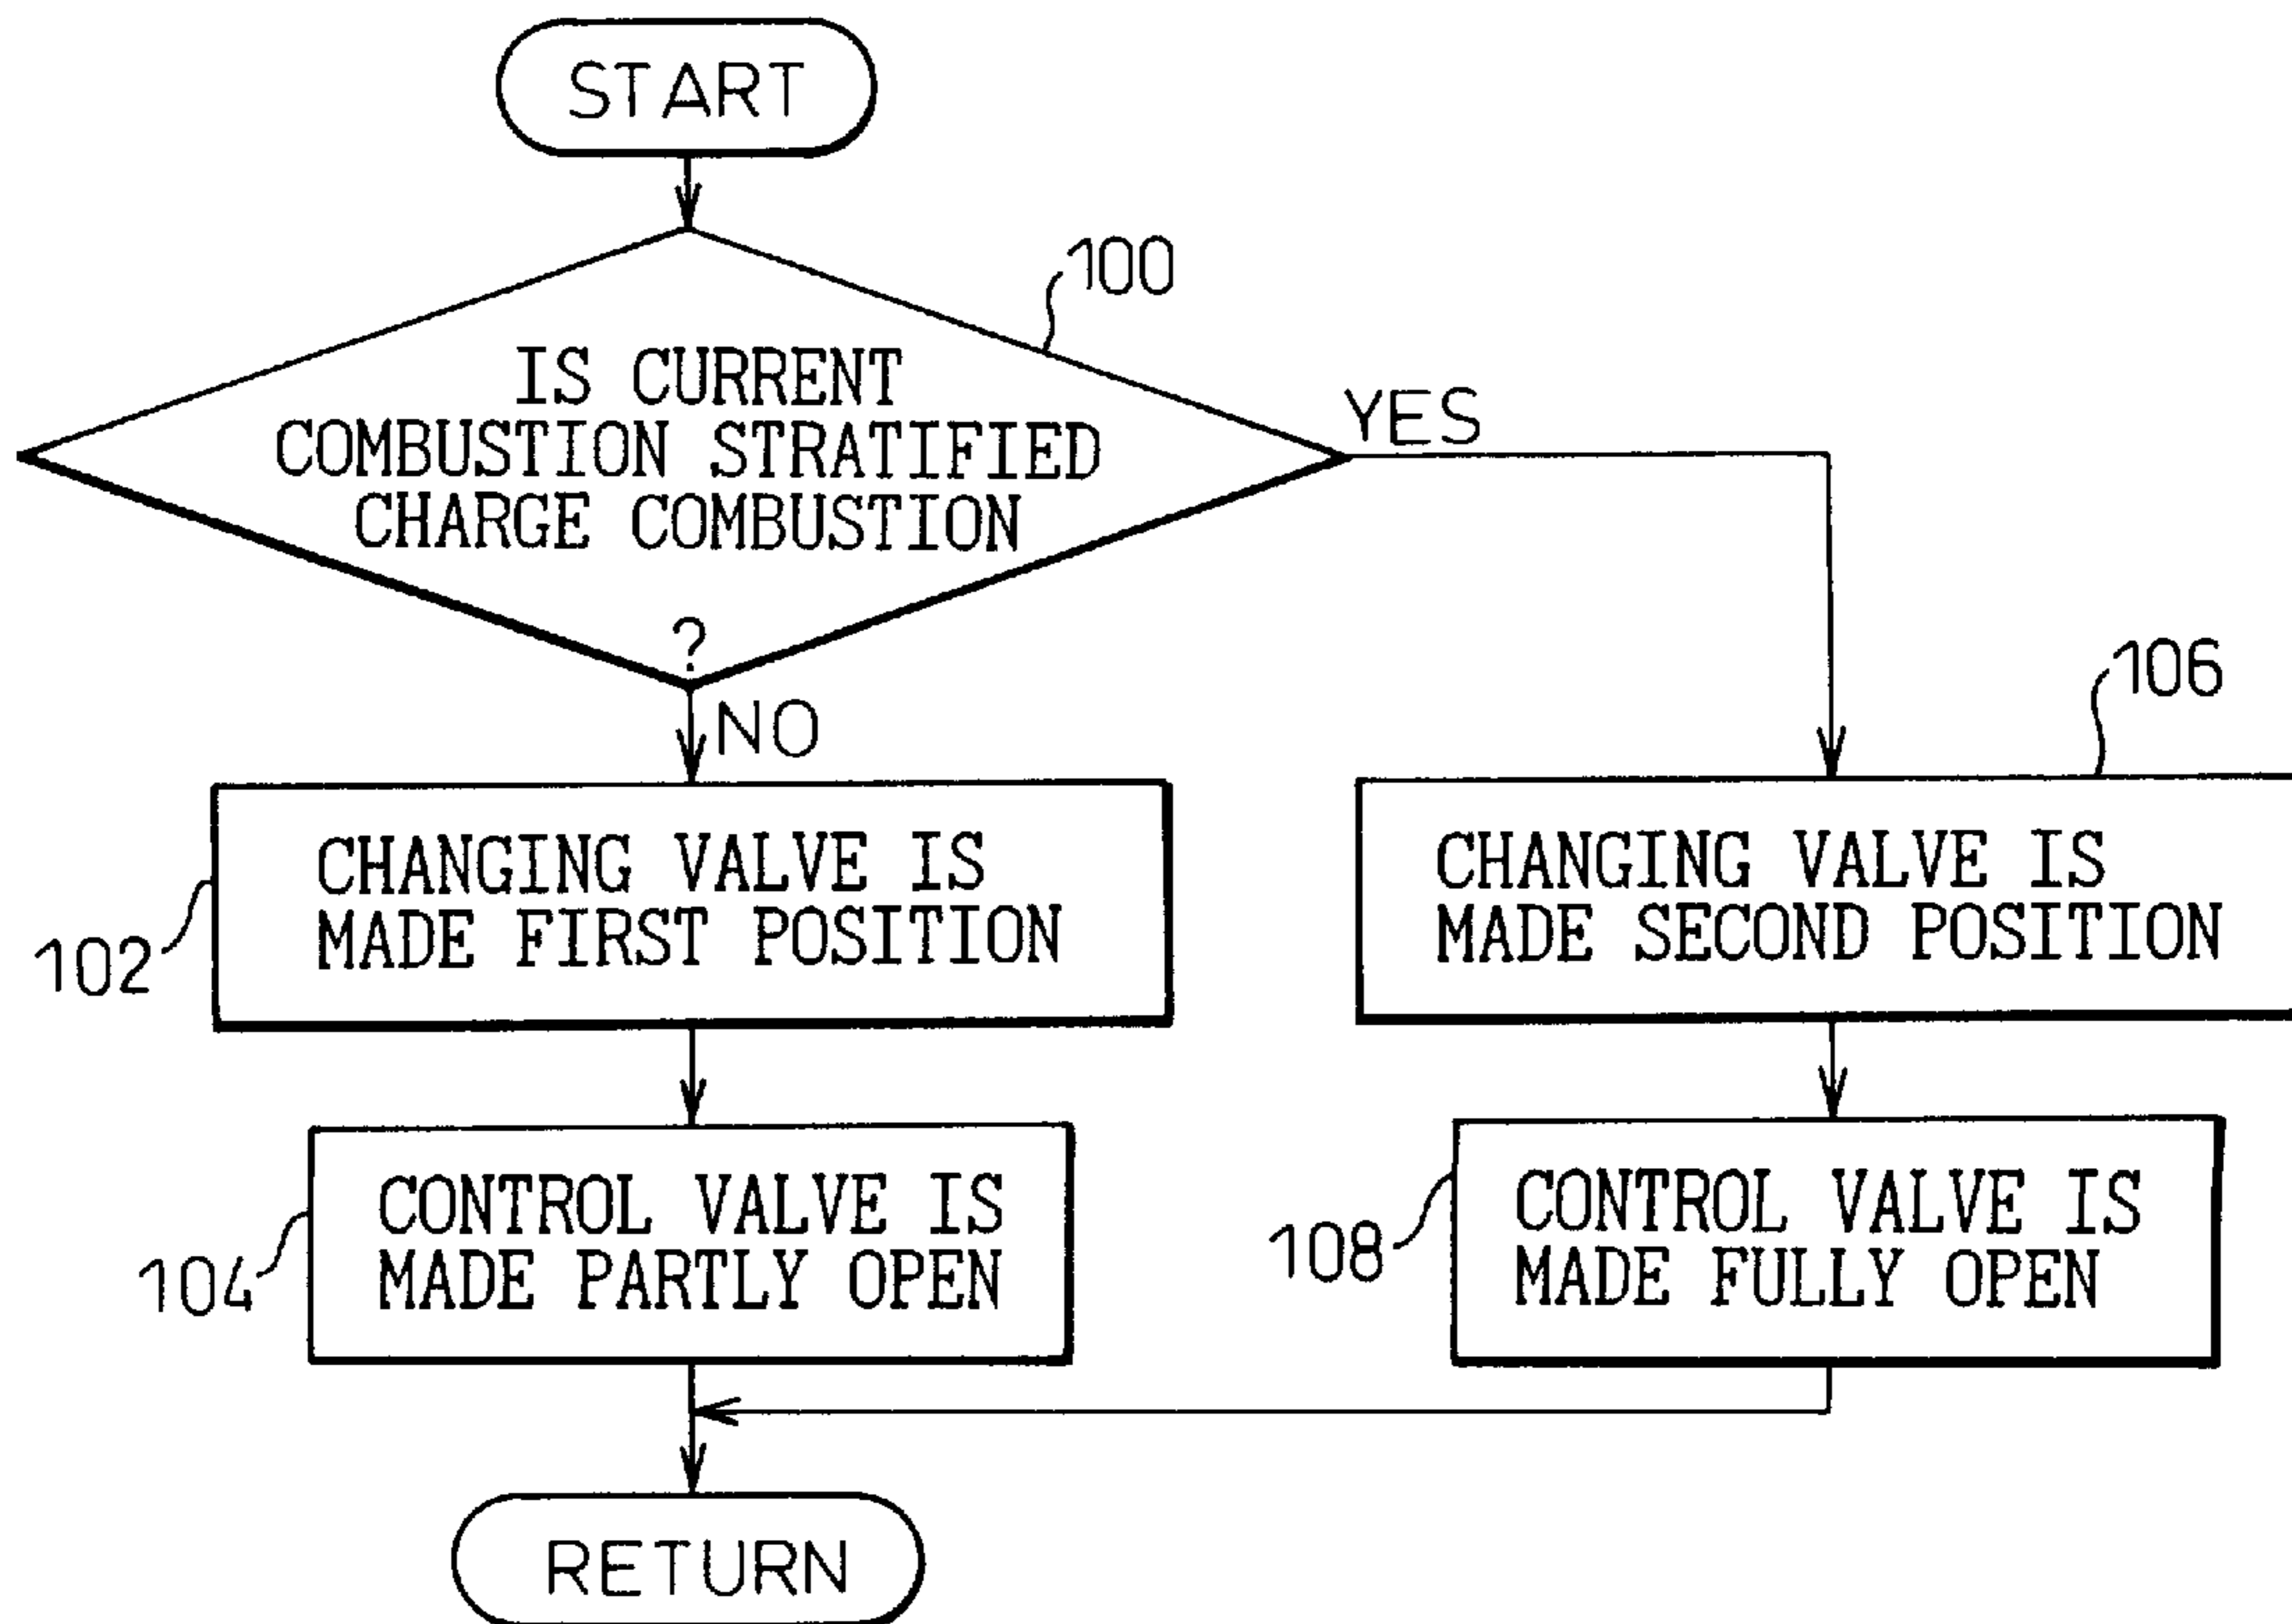 START
100
IS CURRENT
COMBUSTION STRATIFIED
CHARGE COMBUSTION
?
YES
NO
102
CHANGING VALVE IS
MADE FIRST POSITION
106
CHANGING VALVE IS
MADE SECOND POSITION
104
CONTROL VALVE IS
MADE PARTLY OPEN
108
CONTROL VALVE IS
MADE FULLY OPEN
RETURN